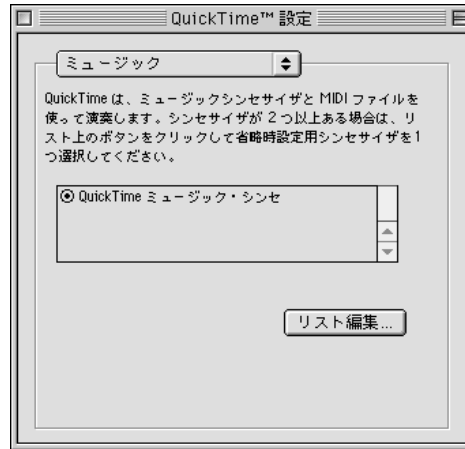 QuickTime™ 設定
ミュージック
QuickTime は、ミュージックシンセサイザと MIDI ファイルを
使って演奏します。シンセサイザが 2 つ以上ある場合は、リ
スト上のボタンをクリックして省略時設定用シンセサイザを1
つ選択してください。
QuickTime ミュージック・シンセ
リスト編集...